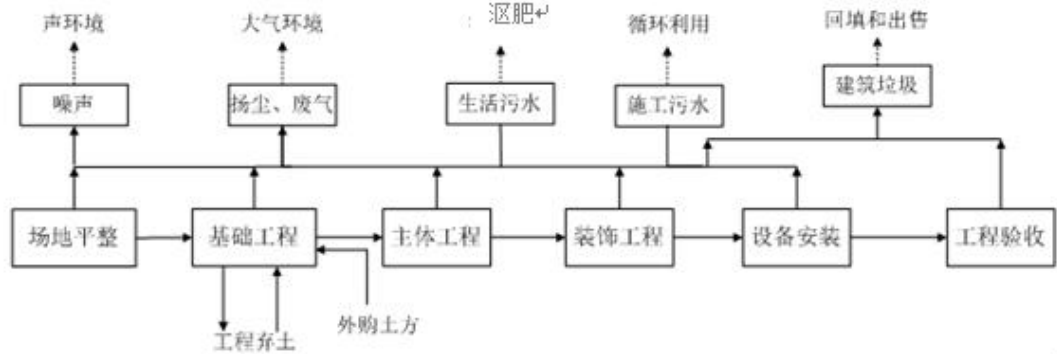 声环境 大气环境 沤肥 循环利用 回填和出售
噪声 扬尘、废气 生活污水 施工污水 建筑垃圾
场地平整 基础工程 主体工程 装饰工程 设备安装 工程验收
外购土方
工程弃土